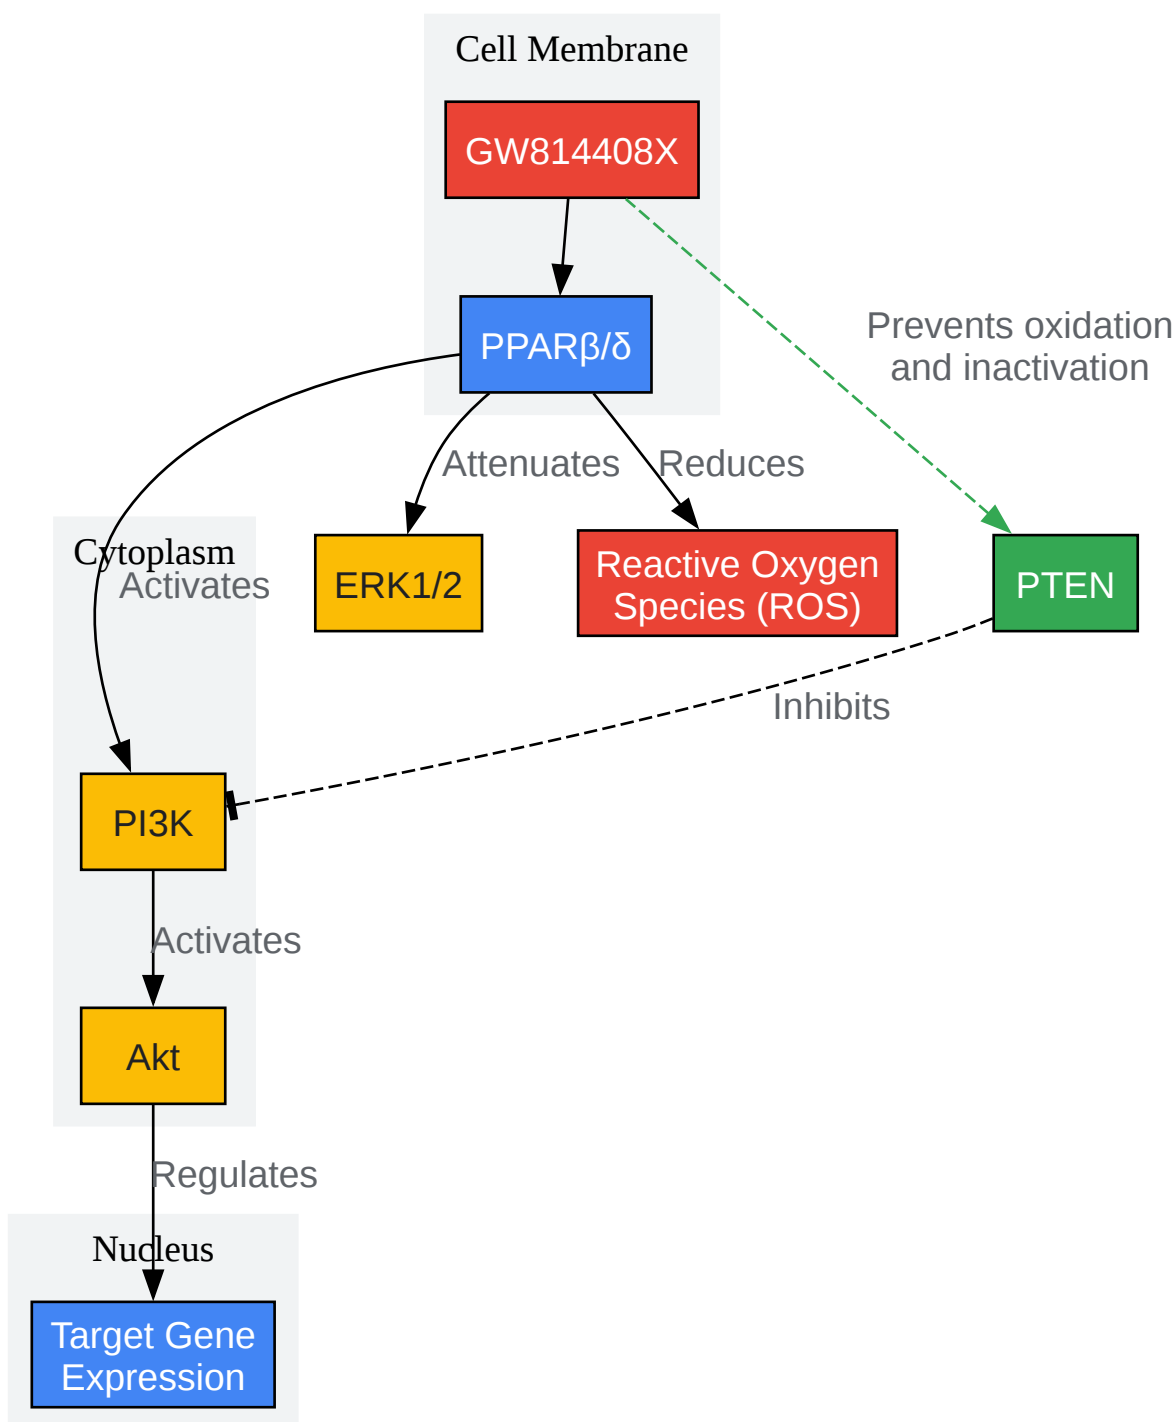 Cell Membrane
GW814408X
PPARβ/δ
Prevents oxidation
and inactivation
Attenuates
Reduces
Cytoplasm
Activates
ERK1/2
Reactive Oxygen
Species (ROS)
PTEN
Inhibits
PI3K
Activates
Akt
Regulates
Nucleus
Target Gene
Expression